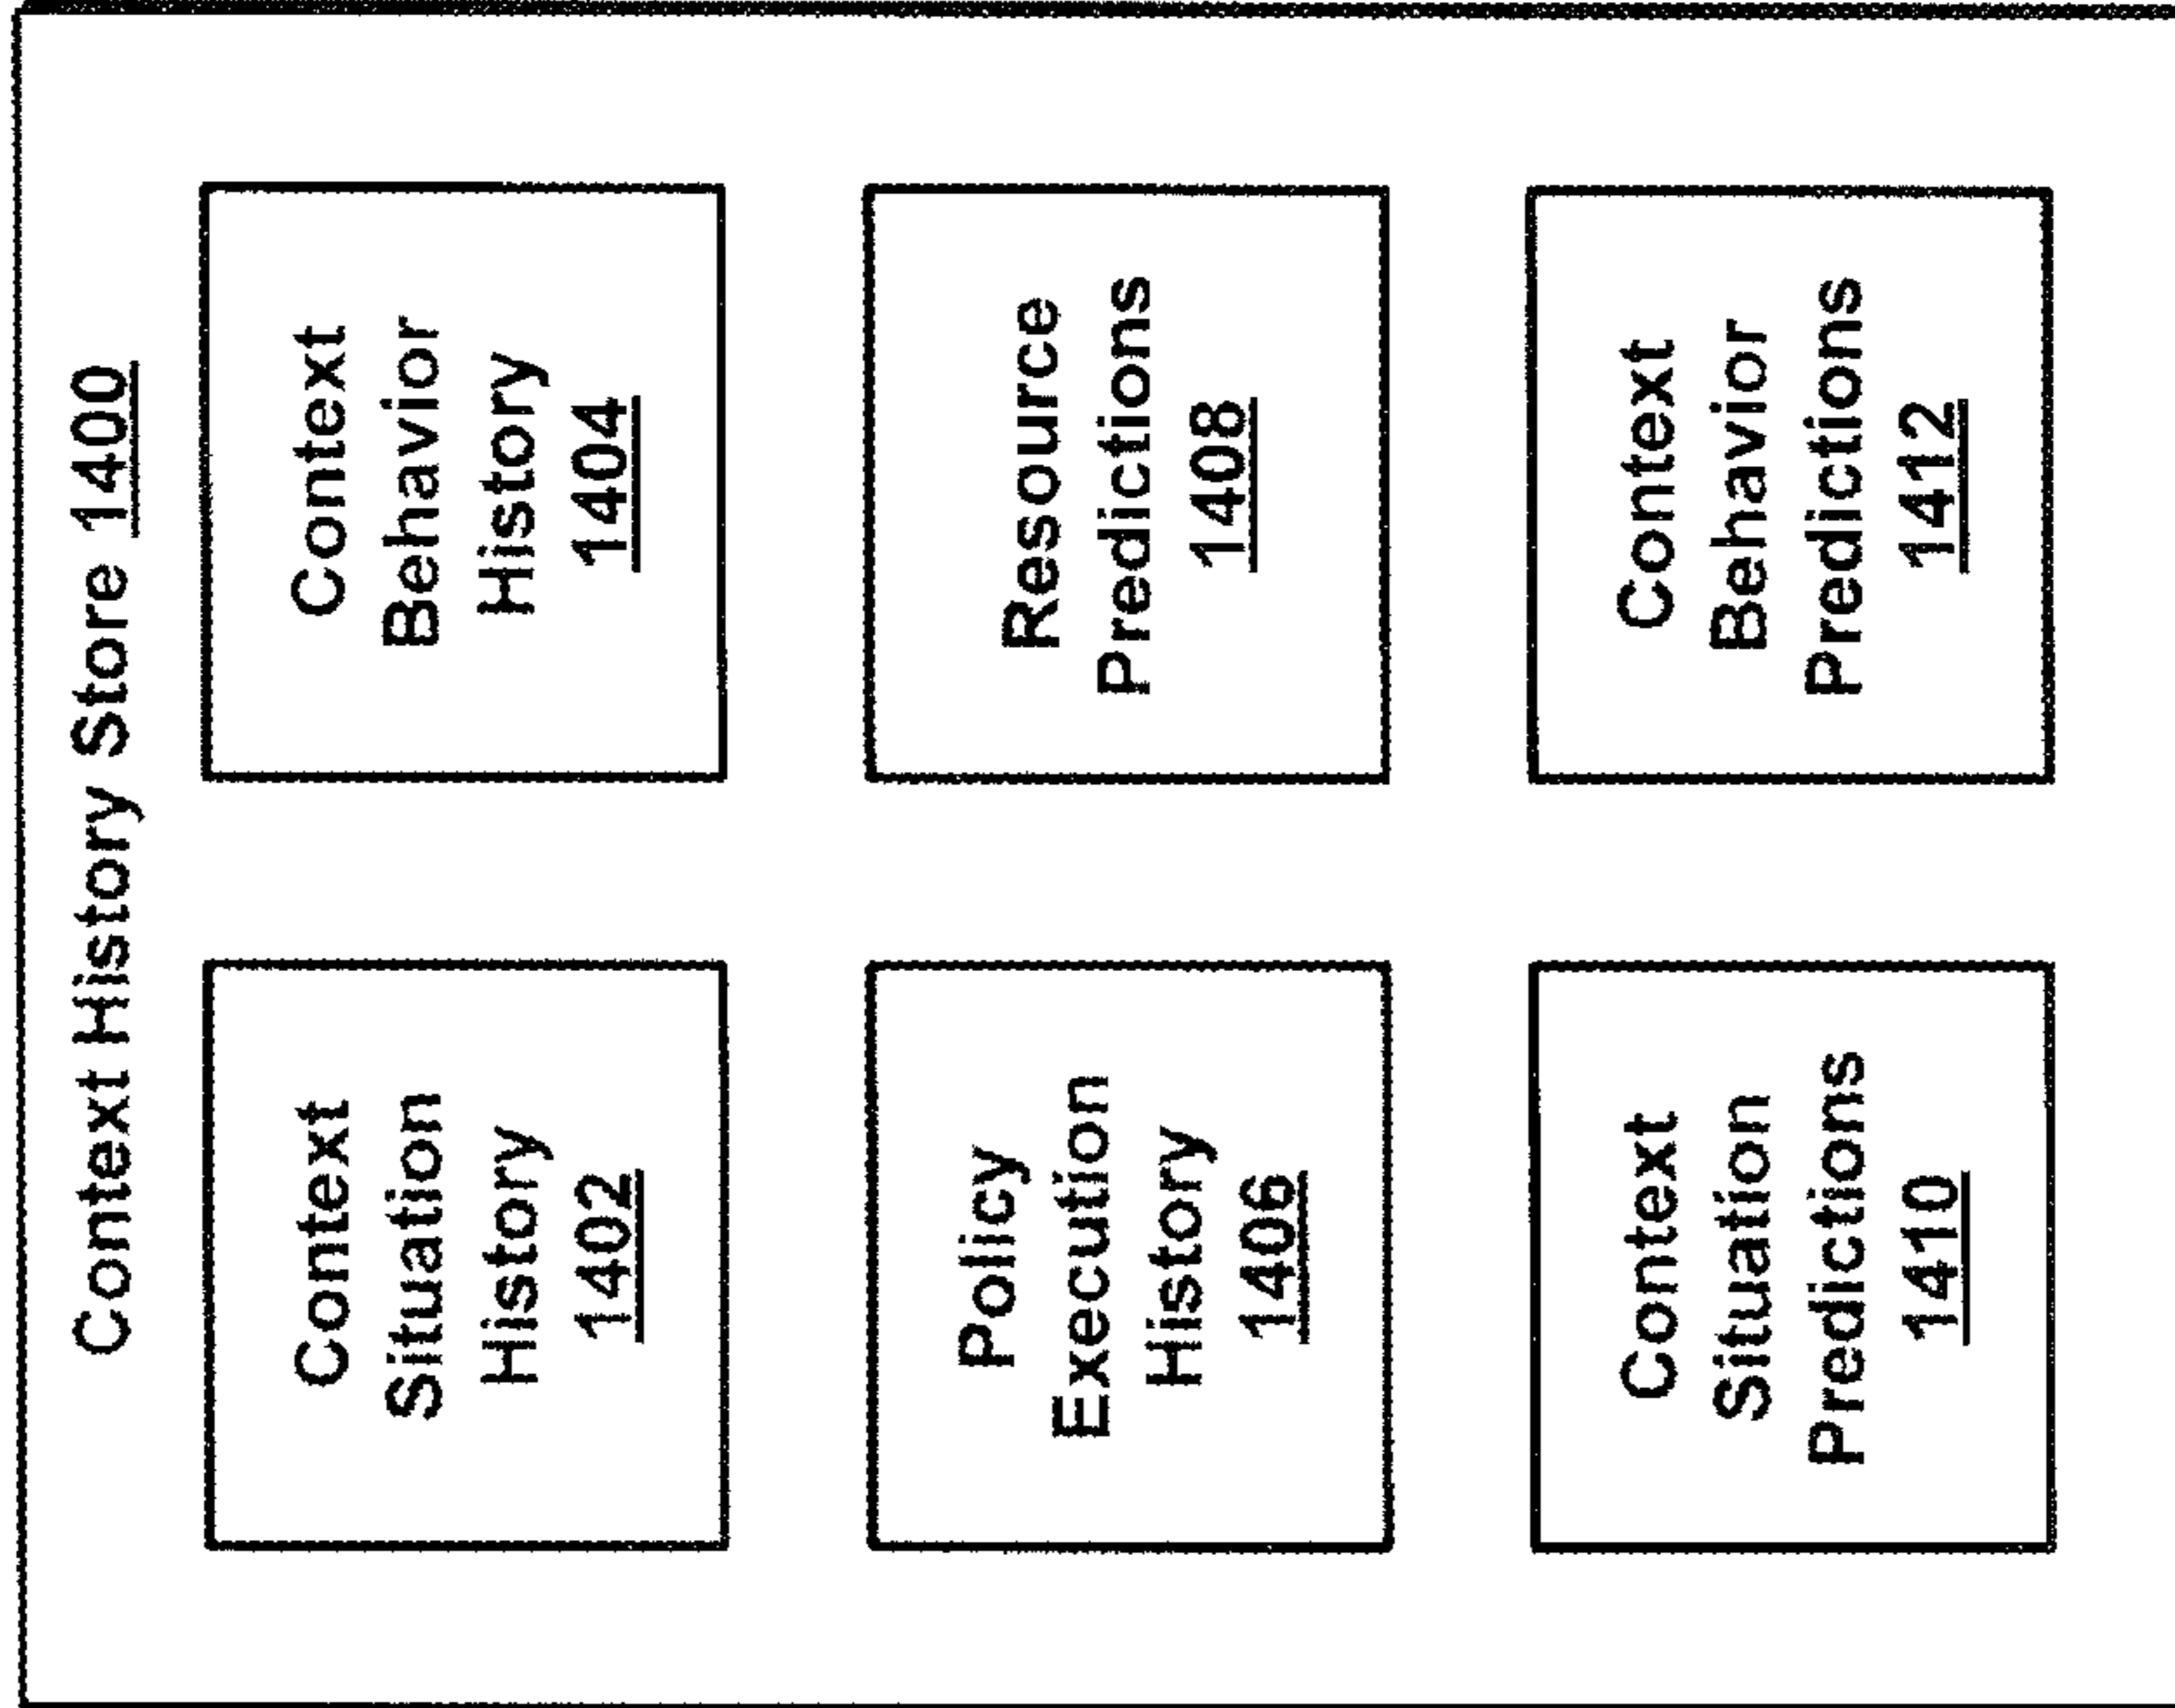 Context History Store 1400
Context
Situation
History
1402
Context
Behavior
History
1404
Policy
Execution
History
1406
Resource
Predictions
1408
Context
Situation
Predictions
1410
Context
Behavior
Predictions
1412